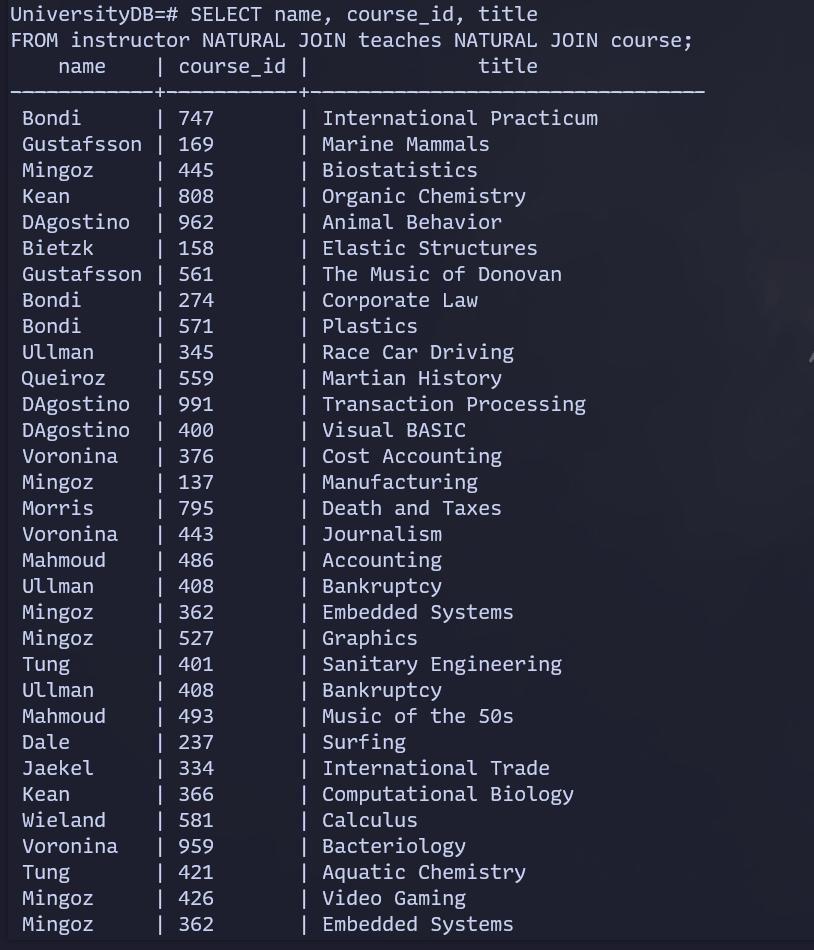 UniversityDB=# SELECT name, course_id, title
FROM instructor NATURAL JOIN teaches NATURAL JOIN course;
    name    | course_id |              title
------------+-----------+---------------------------------
 Bondi      | 747       | International Practicum
 Gustafsson | 169       | Marine Mammals
 Mingoz     | 445       | Biostatistics
 Kean       | 808       | Organic Chemistry
 DAgostino  | 962       | Animal Behavior
 Bietzk     | 158       | Elastic Structures
 Gustafsson | 561       | The Music of Donovan
 Bondi      | 274       | Corporate Law
 Bondi      | 571       | Plastics
 Ullman     | 345       | Race Car Driving
 Queiroz    | 559       | Martian History
 DAgostino  | 991       | Transaction Processing
 DAgostino  | 400       | Visual BASIC
 Voronina   | 376       | Cost Accounting
 Mingoz     | 137       | Manufacturing
 Morris     | 795       | Death and Taxes
 Voronina   | 443       | Journalism
 Mahmoud    | 486       | Accounting
 Ullman     | 408       | Bankruptcy
 Mingoz     | 362       | Embedded Systems
 Mingoz     | 527       | Graphics
 Tung       | 401       | Sanitary Engineering
 Ullman     | 408       | Bankruptcy
 Mahmoud    | 493       | Music of the 50s
 Dale       | 237       | Surfing
 Jaekel     | 334       | International Trade
 Kean       | 366       | Computational Biology
 Wieland    | 581       | Calculus
 Voronina   | 959       | Bacteriology
 Tung       | 421       | Aquatic Chemistry
 Mingoz     | 426       | Video Gaming
 Mingoz     | 362       | Embedded Systems